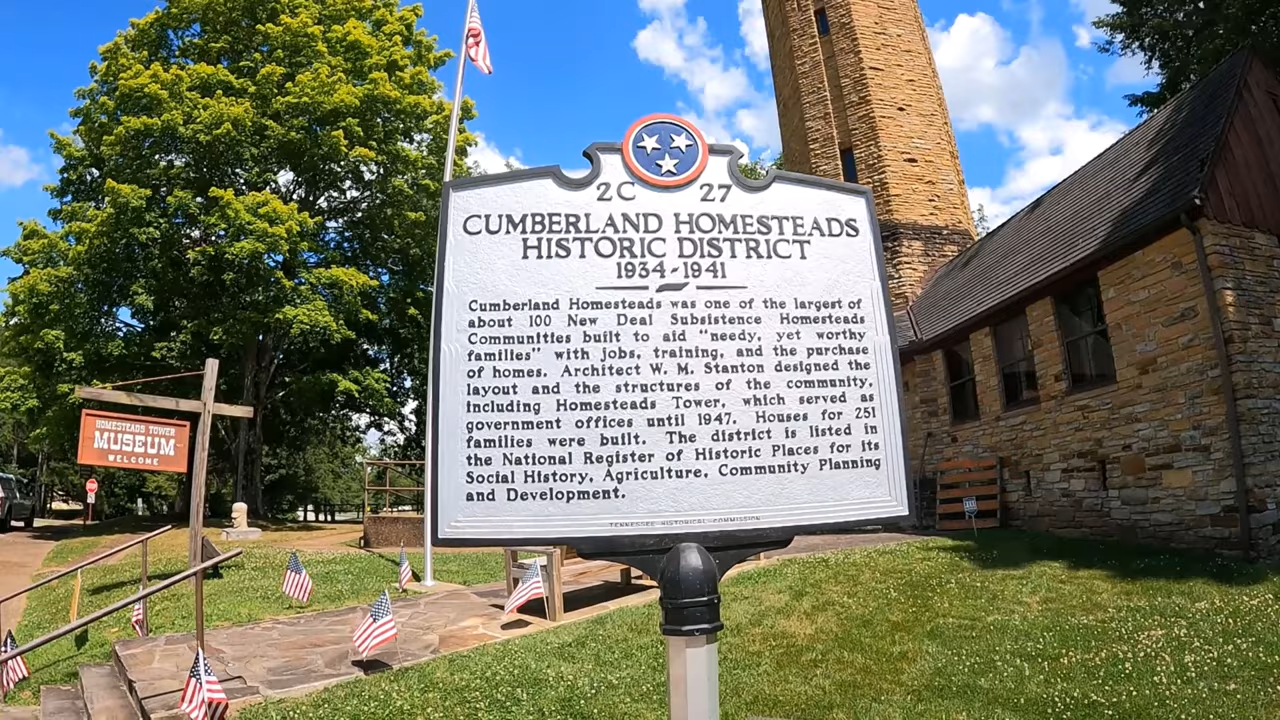 2C 27
CUMBERLAND HOMESTEADS
HISTORIC DISTRICT
1934-1941
Cumberland Homesteads was one of the largest of
about 100 New Deal Subsistence Homesteads
Communities built to aid "needy, yet worthy
families" with jobs, training, and the purchase
of homes. Architect W. M. Stanton designed the
layout and the structures of the community,
including Homesteads Tower, which served as
government offices until 1947. Houses for 251
families were built. The district is listed in
the National Register of Historic Places for its
Social History, Agriculture, Community Planning
and Development.
TENNESSEE HISTORICAL COMMISSION
HOMESTEADS TOWER
MUSEUM
WELCOME
STOP